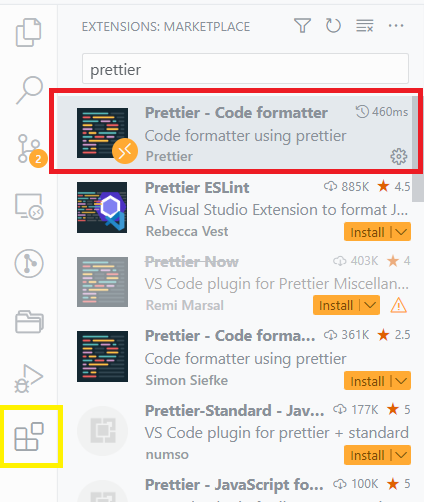 EXTENSIONS: MARKETPLACE
prettier
Prettier - Code formatter 460ms
Code formatter using prettier
Prettier
2
Prettier ESLint 885K ★ 4.5
A Visual Studio Extension to format J...
Rebecca Vest Install
Prettier Now 403K ★ 4
VS Code plugin for Prettier Miscellan...
Remi Marsal Install
Prettier - Code forma... 361K ★ 2.5
Code formatter using prettier
Simon Siefke Install
Prettier-Standard - Jav... 177K ★ 5
VS Code plugin for prettier + standard
numso Install
Prettier - JavaScript fo... 100K ★ 5